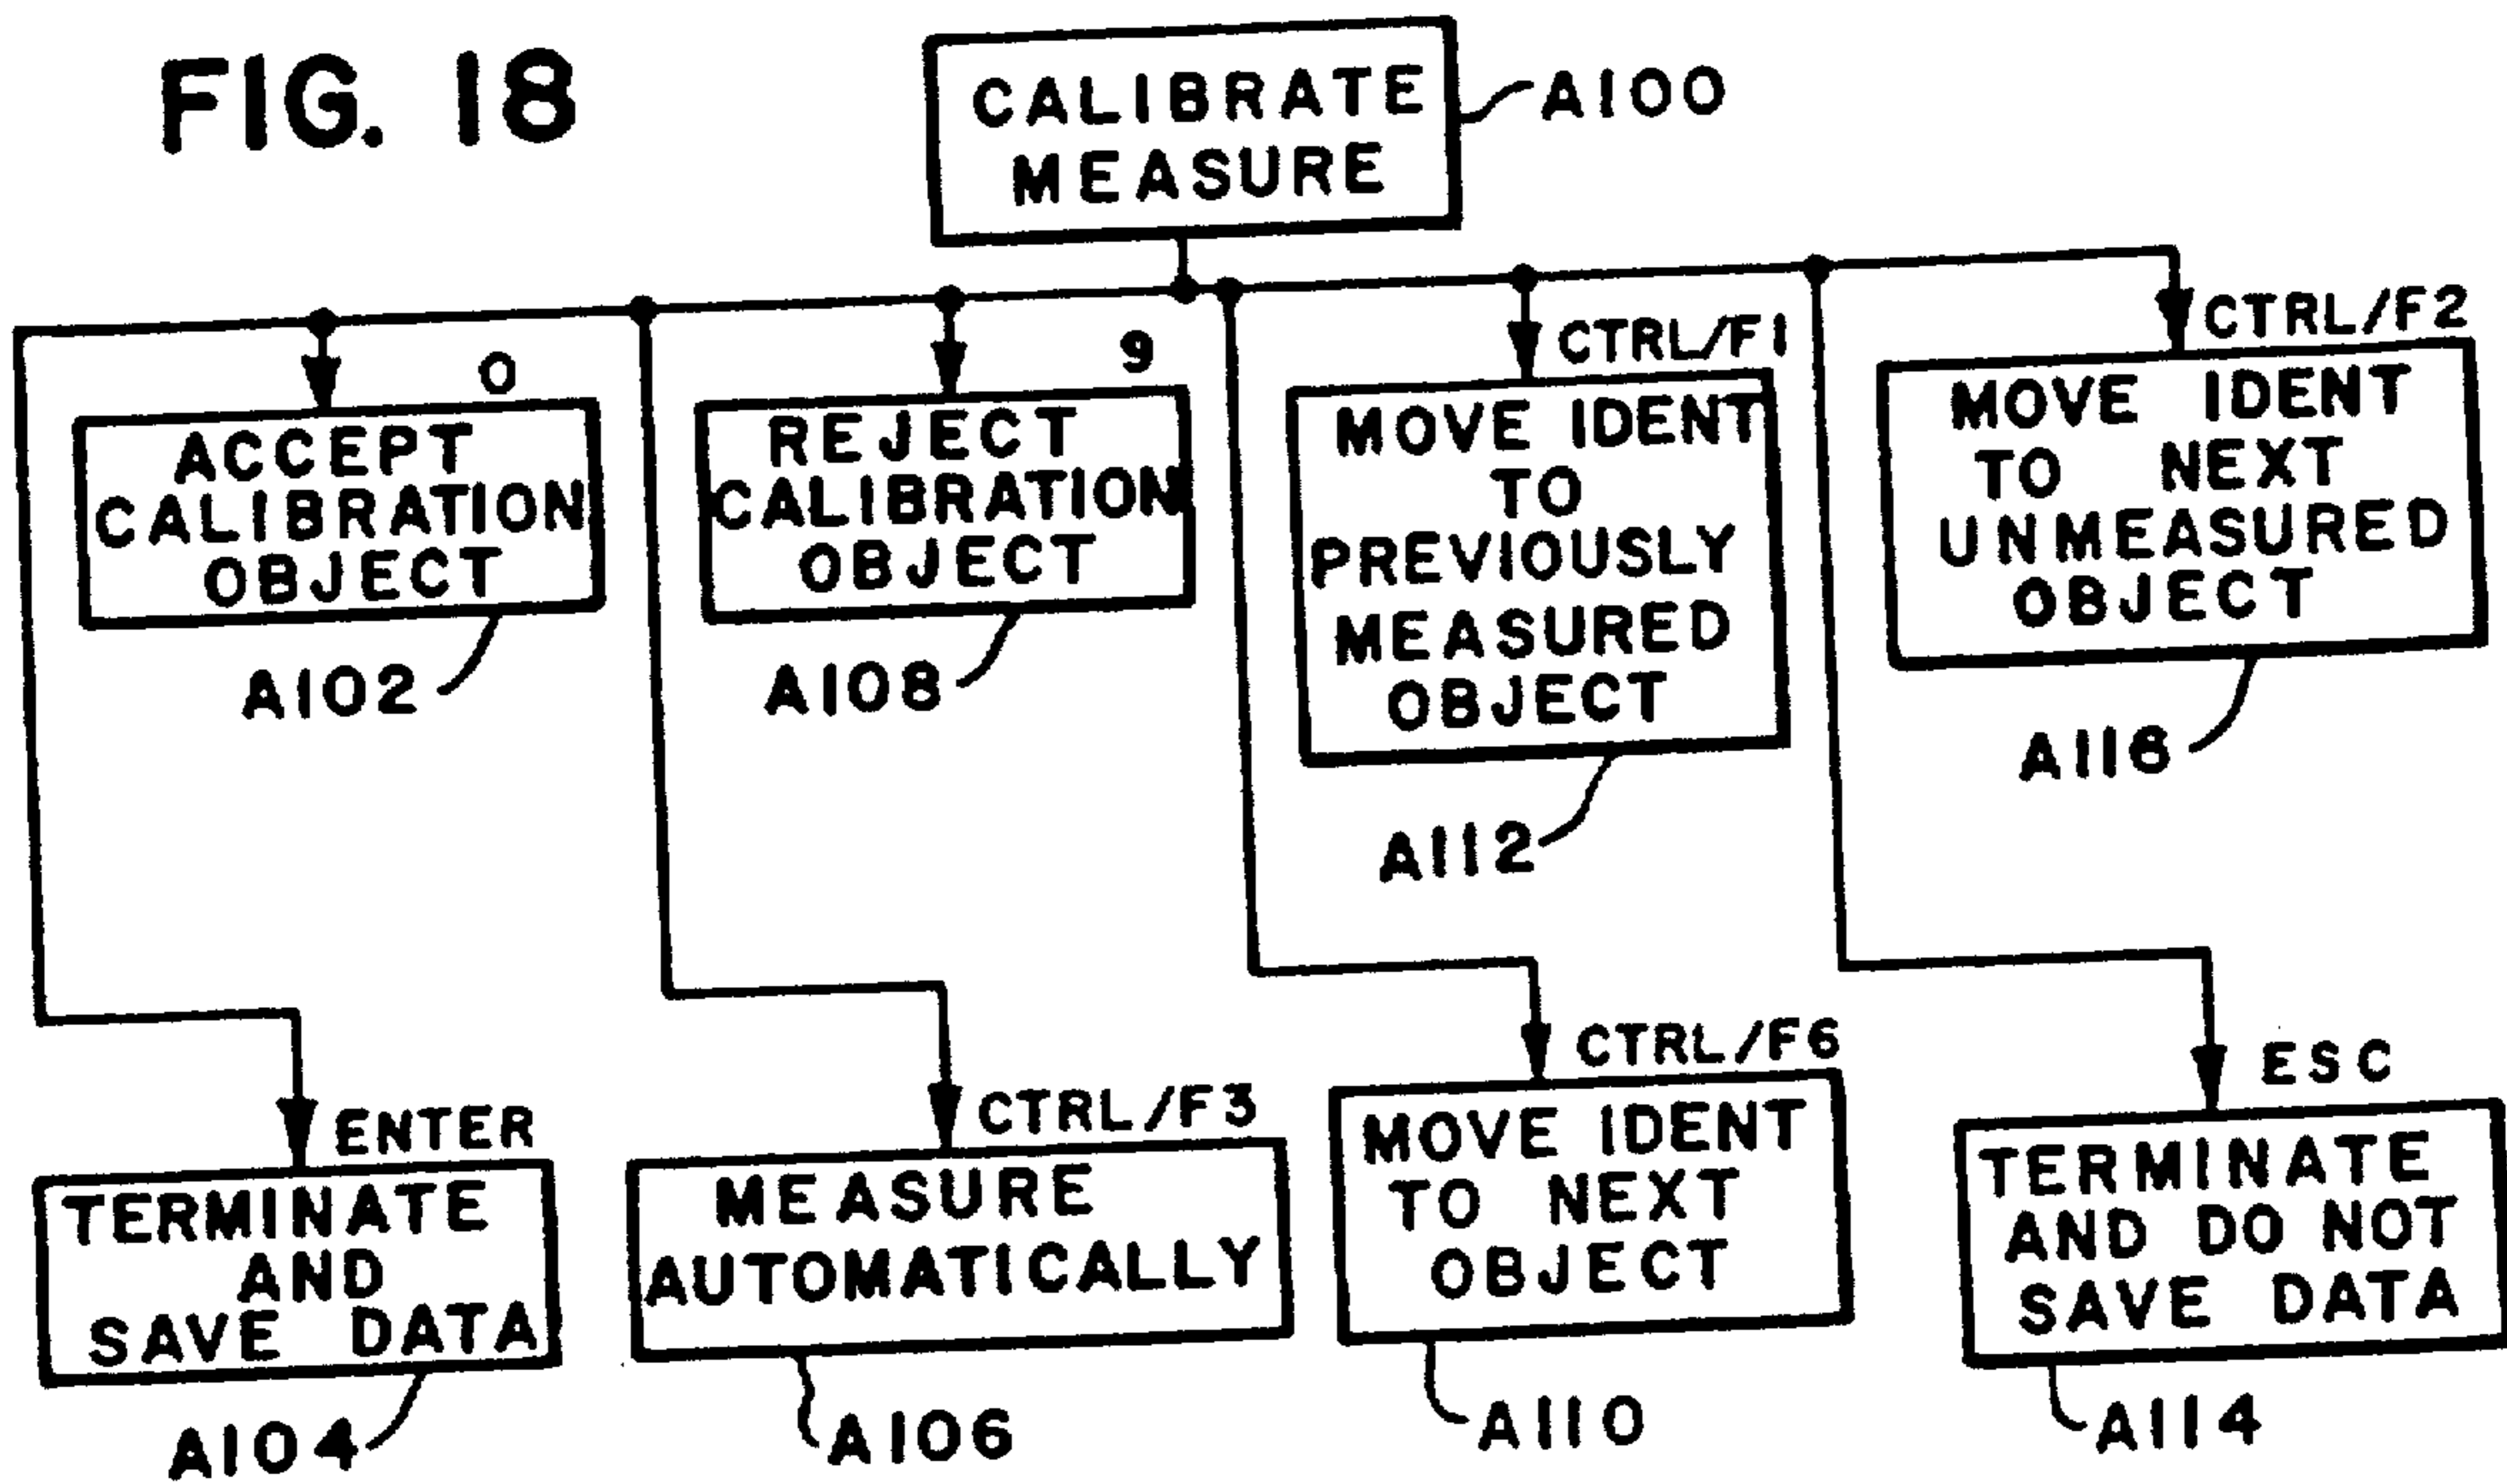 FIG. 18
CALIBRATE
MEASURE
A100
0
ACCEPT
CALIBRATION
OBJECT
A102
9
REJECT
CALIBRATION
OBJECT
A108
CTRL/F1
MOVE IDENT
TO
PREVIOUSLY
MEASURED
OBJECT
A112
CTRL/F2
MOVE IDENT
TO NEXT
UNMEASURED
OBJECT
A116
ENTER
TERMINATE
AND
SAVE DATA
A104
CTRL/F3
MEASURE
AUTOMATICALLY
A106
CTRL/F6
MOVE IDENT
TO NEXT
OBJECT
A110
ESC
TERMINATE
AND DO NOT
SAVE DATA
A114